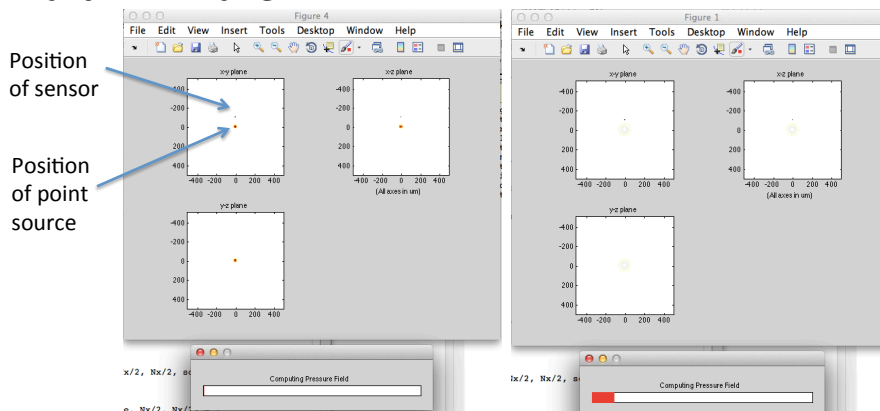 Figure 4
File Edit View Insert Tools Desktop Window Help
Position
of sensor
Position
of point
source
x-y plane
-400
-200
0
200
400
-400 -200 0 200 400
x-z plane
-400
-200
0
200
400
-400 -200 0 200 400
(All axes in um)
y-z plane
-400
-200
0
200
400
-400 -200 0 200 400
x/2, Nx/2, so
Computing Pressure Field
e, Nx/2, Nx/
Figure 1
File Edit View Insert Tools Desktop Window Help
x-y plane
-400
-200
0
200
400
-400 -200 0 200 400
x-z plane
-400
-200
0
200
400
-400 -200 0 200 400
(All axes in um)
y-z plane
-400
-200
0
200
400
-400 -200 0 200 400
Nx/2, Nx/2, s
Computing Pressure Field